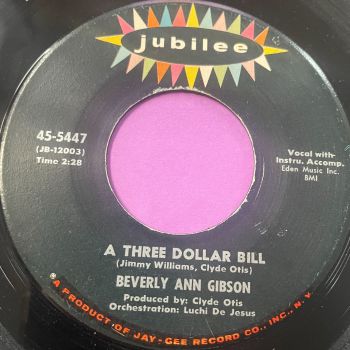 jubilee
45-5447
(JB-12003)
Time 2:28
Vocal with
Instru. Accomp.
Eden Music Inc.
BMI
A THREE DOLLAR BILL
(Jimmy Williams, Clyde Otis)
BEVERLY ANN GIBSON
Produced by: Clyde Otis
Orchestration: Luchi De Jesus
A PRODUCT OF JAY-GEE RECORD CO., INC., N.Y.